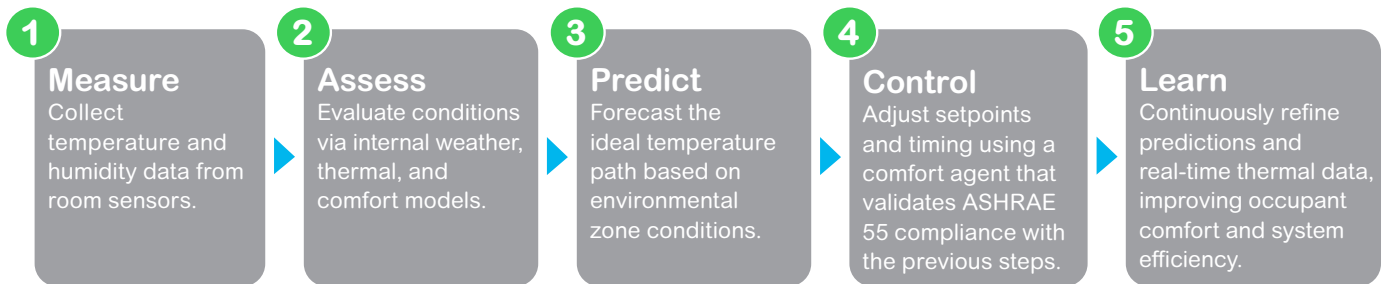 1
Measure
Collect
temperature and
humidity data from
room sensors.
2
Assess
Evaluate conditions
via internal weather,
thermal, and
comfort models.
3
Predict
Forecast the
ideal temperature
path based on
environmental
zone conditions.
4
Control
Adjust setpoints
and timing using a
comfort agent that
validates ASHRAE
55 compliance with
the previous steps.
5
Learn
Continuously refine
predictions and
real-time thermal data,
improving occupant
comfort and system
efficiency.